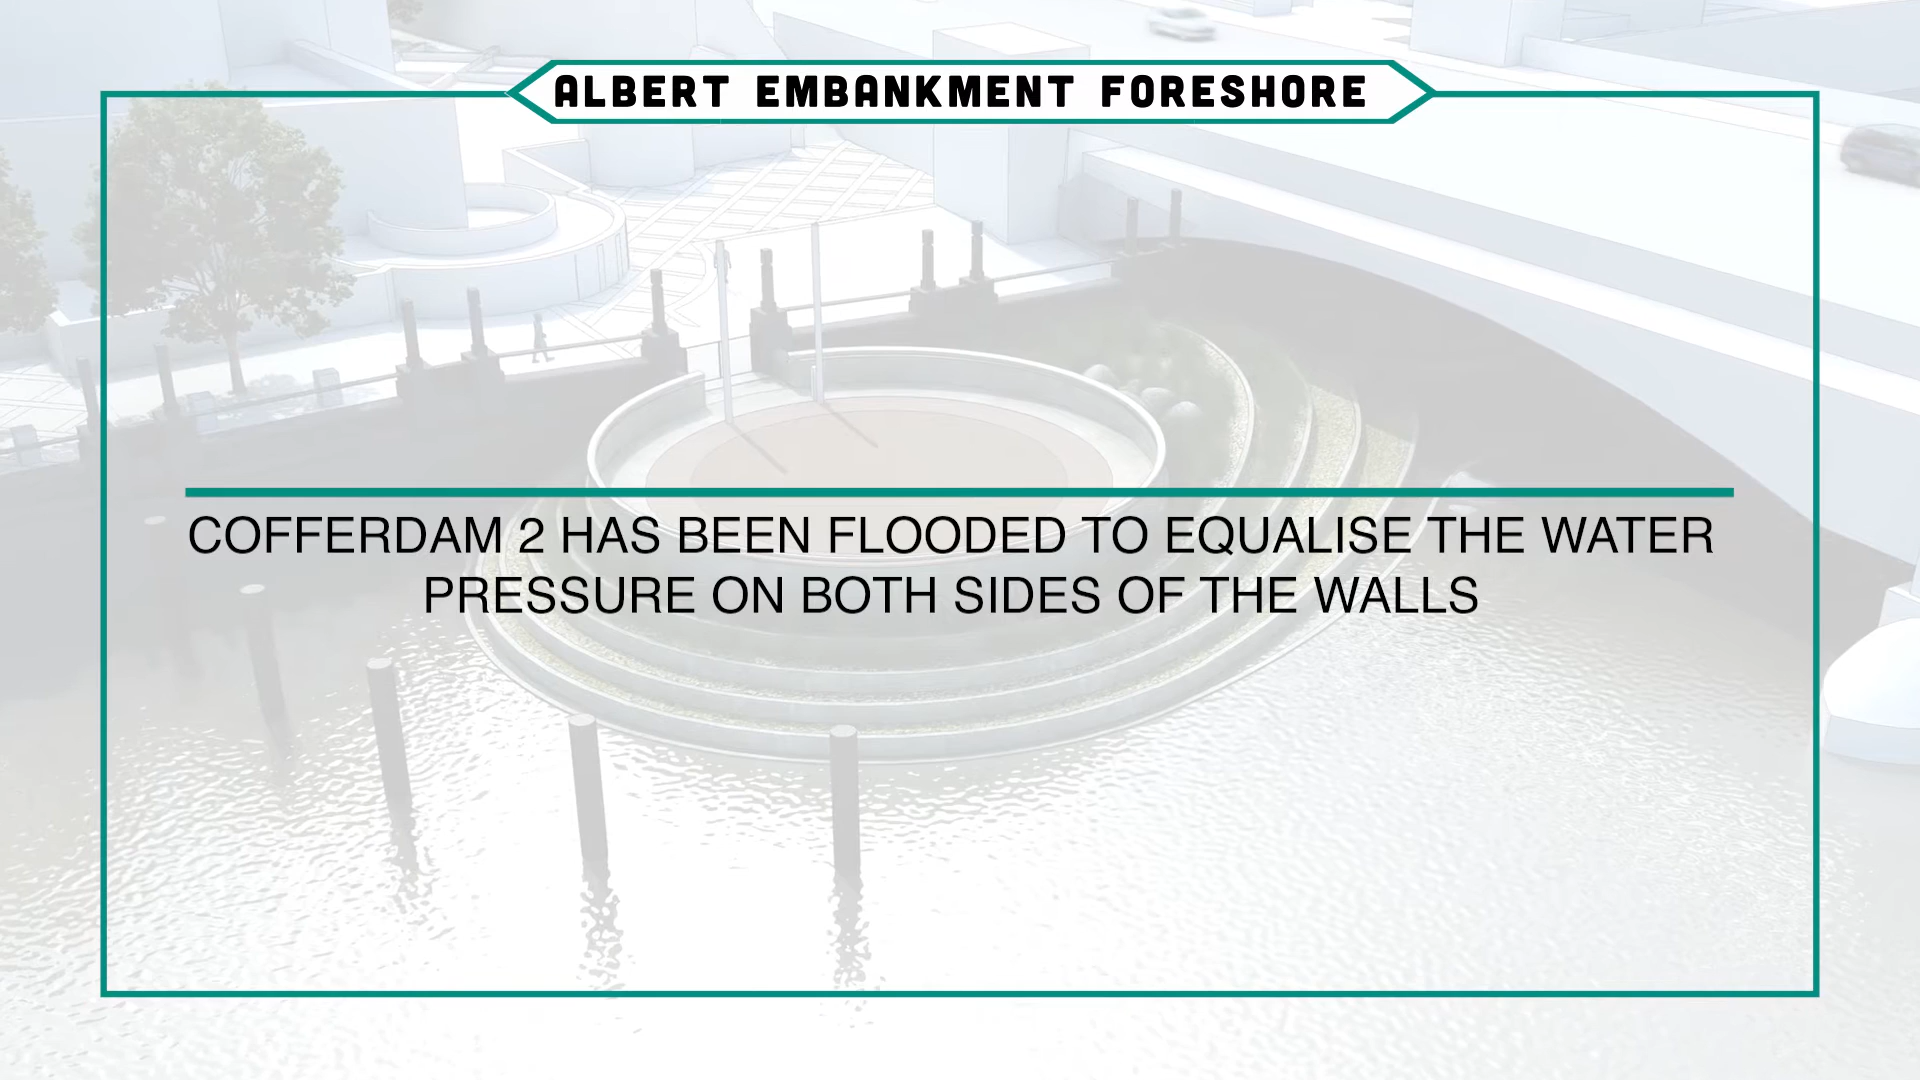 ALBERT EMBANKMENT FORESHORE
COFFERDAM 2 HAS BEEN FLOODED TO EQUALISE THE WATER
PRESSURE ON BOTH SIDES OF THE WALLS